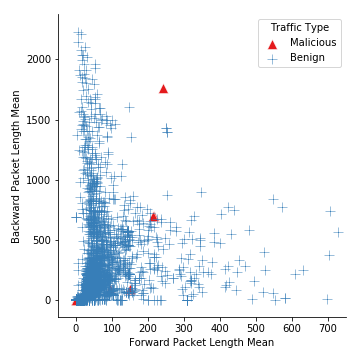 Traffic Type
Malicious
Benign
2000
1500
1000
500
0
Backward Packet Length Mean
0 100 200 300 400 500 600 700
Forward Packet Length Mean